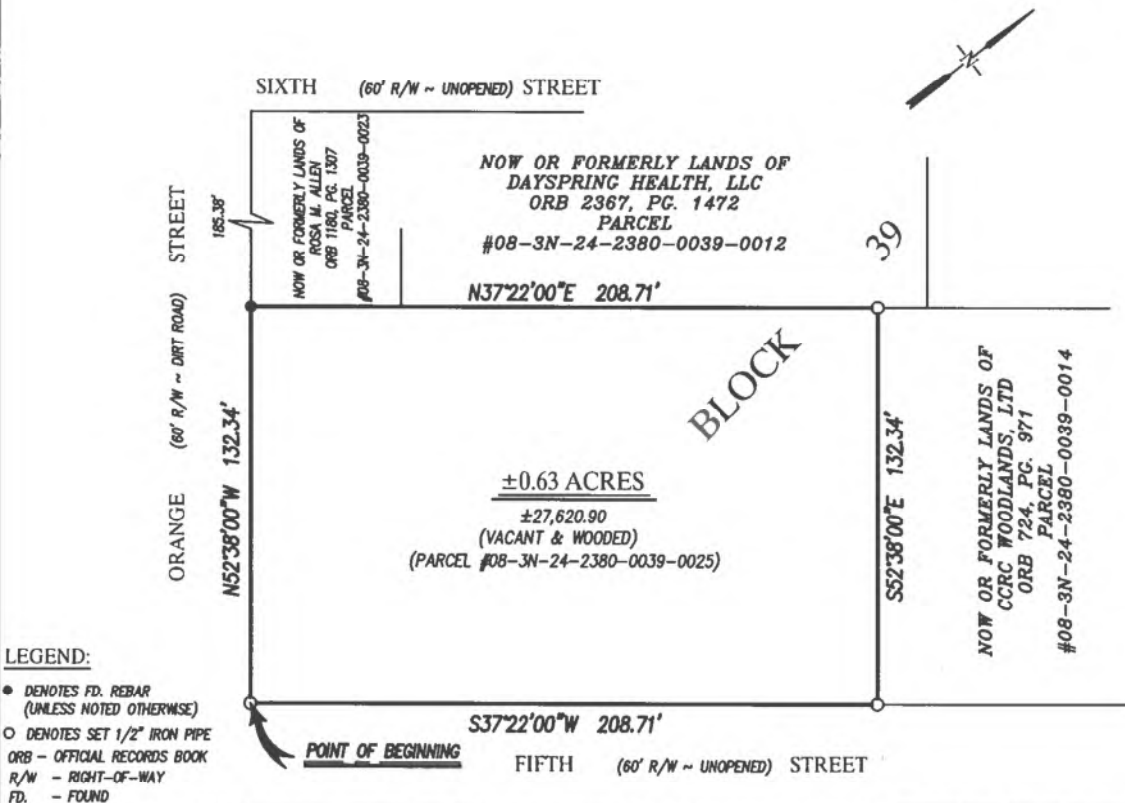 SIXTH (60' R/W ~ UNOPENED) STREET
N
185.38'
NOW OR FORMERLY LANDS OF
ROSA M. ALLEN
ORB 1180, PG. 1307
PARCEL
#08-3N-24-2380-0039-0023
NOW OR FORMERLY LANDS OF
DAYSPRING HEALTH, LLC
ORB 2367, PG. 1472
PARCEL
#08-3N-24-2380-0039-0012
39
N37°22'00"E 208.71'
ORANGE (60' R/W ~ DIRT ROAD) STREET
N52°38'00"W 132.34'
BLOCK
±0.63 ACRES
±27,620.90
(VACANT & WOODED)
(PARCEL #08-3N-24-2380-0039-0025)
S52°38'00"E 132.34'
NOW OR FORMERLY LANDS OF
CCRC WOODLANDS, LTD
ORB 724, PG. 971
PARCEL
#08-3N-24-2380-0039-0014
S37°22'00"W 208.71'
POINT OF BEGINNING
FIFTH (60' R/W ~ UNOPENED) STREET
LEGEND:
● DENOTES FD. REBAR
(UNLESS NOTED OTHERWISE)
○ DENOTES SET 1/2" IRON PIPE
ORB - OFFICIAL RECORDS BOOK
R/W - RIGHT-OF-WAY
FD. - FOUND